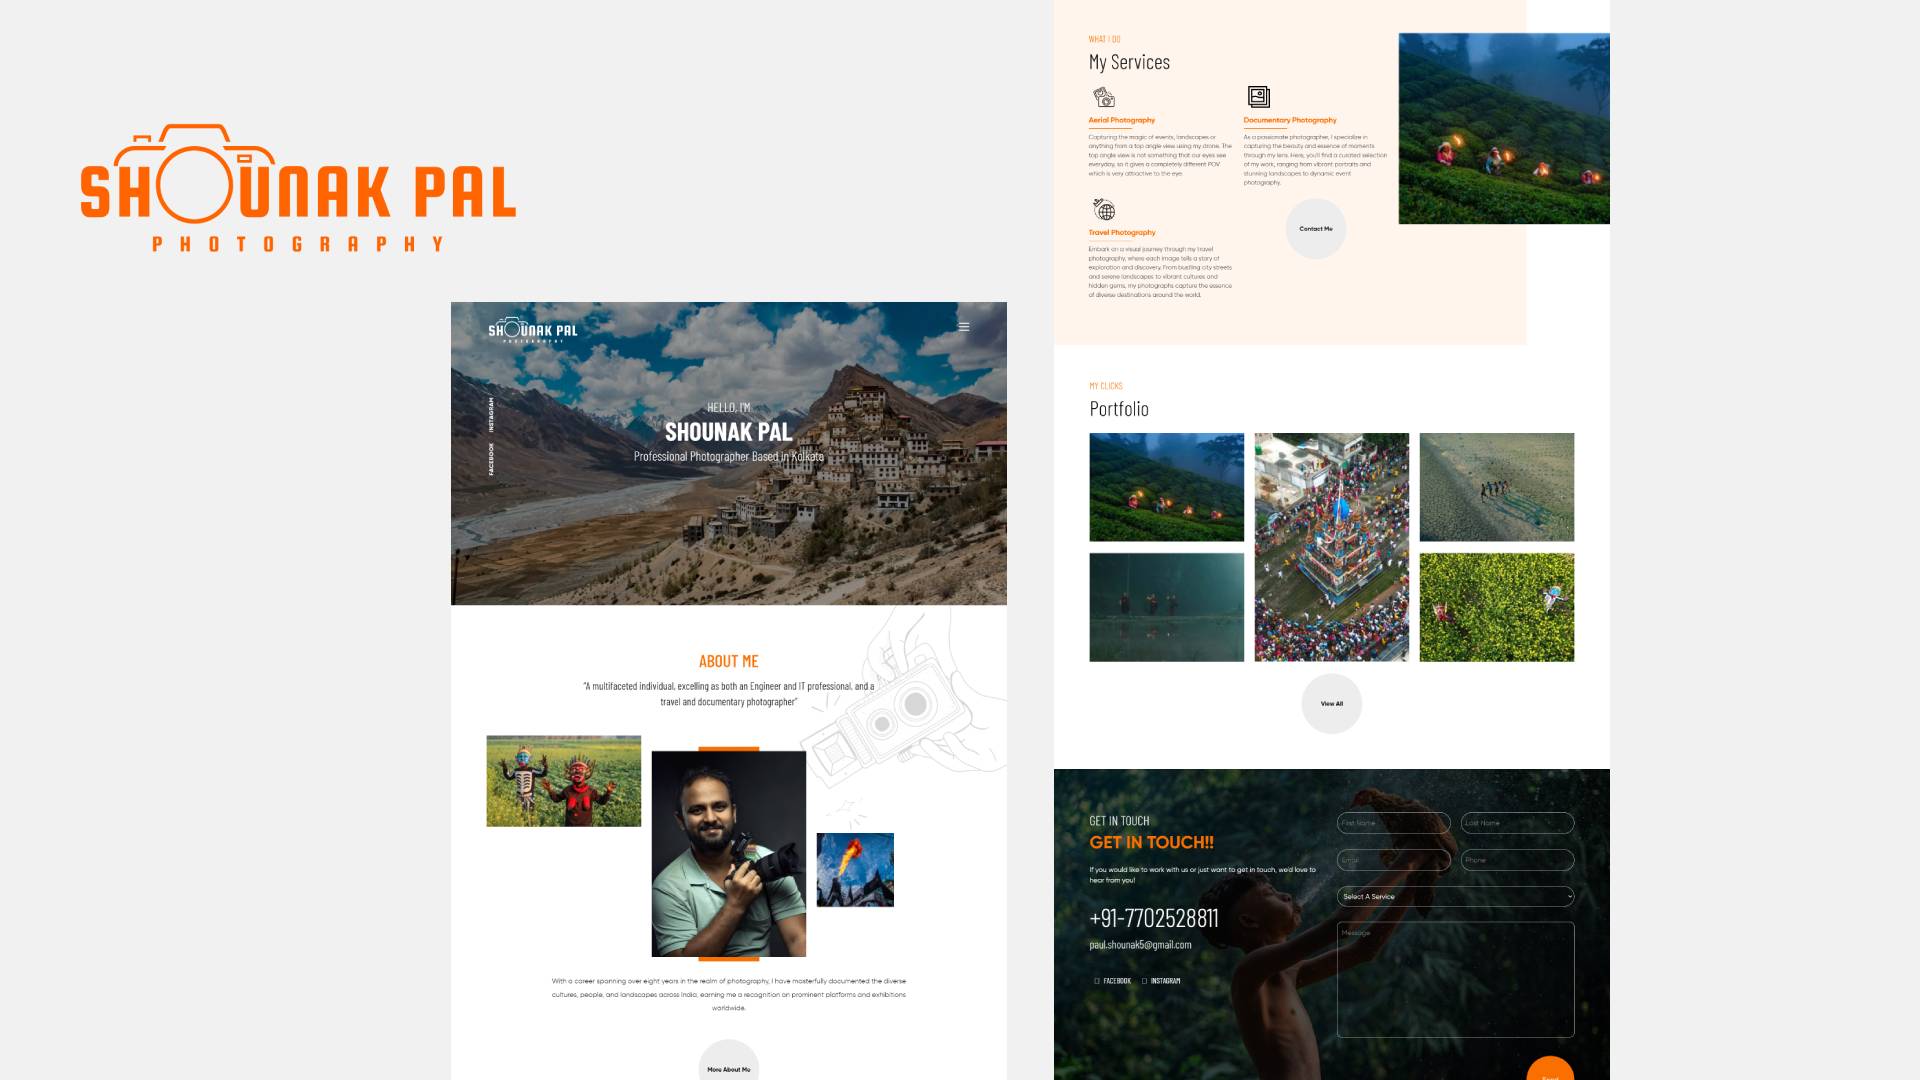 SHOUNAK PAL
PHOTOGRAPHY
SHOUNAK PAL
PHOTOGRAPHY
FACEBOOK INSTAGRAM
HELLO, I'M
SHOUNAK PAL
Professional Photographer Based in Kolkata
ABOUT ME
"A multifaceted individual, excelling as both an Engineer and IT professional, and a
travel and documentary photographer"
With a career spanning over eight years in the realm of photography, I have masterfully documented the diverse
cultures, people, and landscapes across India, earning me a recognition on prominent platforms and exhibitions
worldwide.
More About Me
WHAT I DO
My Services
Aerial Photography
Capturing the magic of events, landscapes or
anything from a top angle view using my drone. The
top angle view is not something that our eyes see
everyday, so it gives a completely different POV
which is very attractive to the eye.
Documentary Photography
As a passionate photographer, I specialize in
capturing the beauty and essence of moments
through my lens. Here, you'll find a curated selection
of my work, ranging from vibrant portraits and
stunning landscapes to dynamic event
photography.
Travel Photography
Embark on a visual journey through my travel
photography, where each image tells a story of
exploration and discovery. From bustling city streets
and serene landscapes to vibrant cultures and
hidden gems, my photographs capture the essence
of diverse destinations around the world.
Contact Me
MY CLICKS
Portfolio
View All
GET IN TOUCH
GET IN TOUCH!!
If you would like to work with us or just want to get in touch, we'd love to
hear from you!
+91-7702528811
paul.shounak5@gmail.com
FACEBOOK INSTAGRAM
First Name
Last Name
Email
Phone
Select A Service
Message
Send